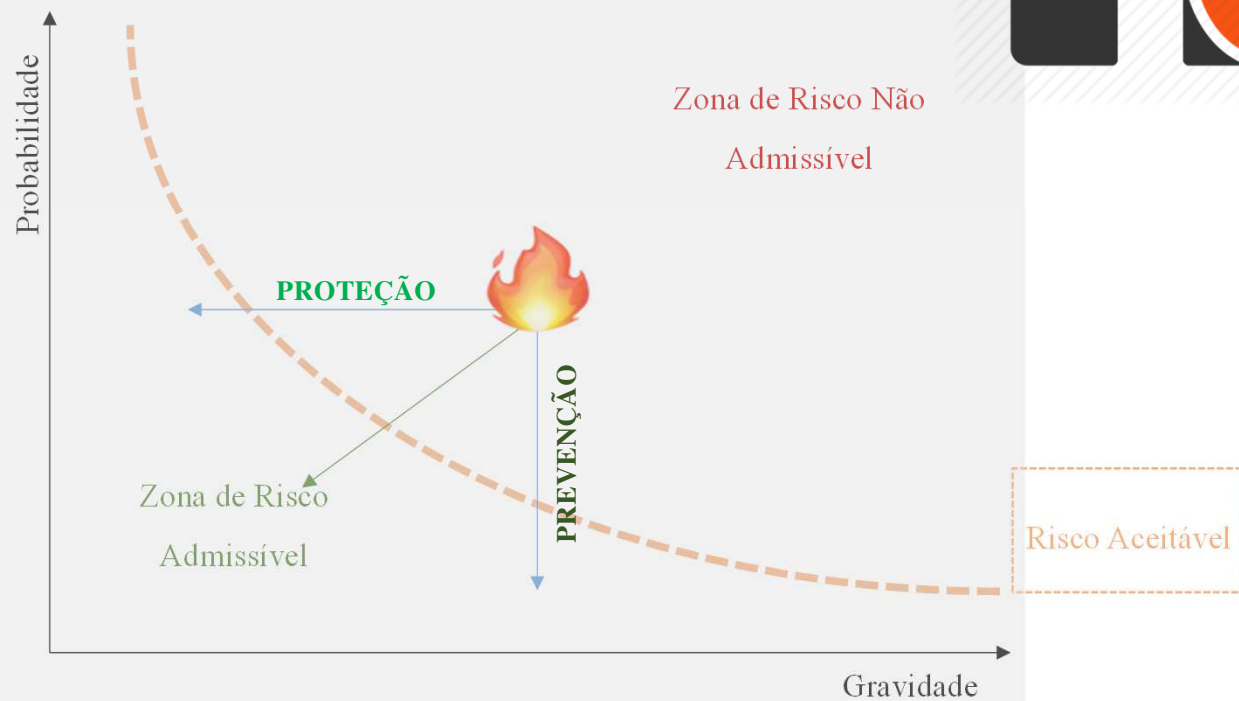 Probabilidade
Zona de Risco Não
Admissível
PROTEÇÃO
PREVENÇÃO
Zona de Risco
Admissível
Risco Aceitável
Gravidade